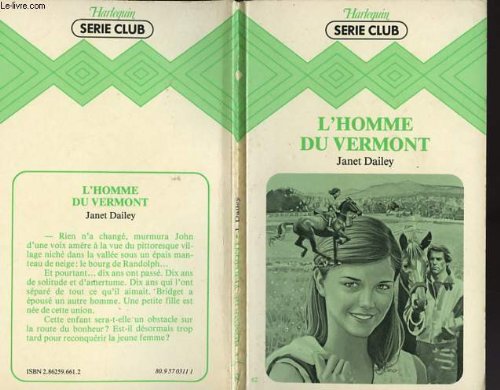 Le-livre.com
Harlequin
SERIE CLUB
L'HOMME
DU VERMONT
Janet Dailey
— Rien n'a changé, murmura John
d'une voix amère à la vue du pittoresque vil-
lage niché dans la vallée sous un épais man-
teau de neige: le bourg de Randolph...
Et pourtant... dix ans ont passé. Dix ans
de solitude et d'amertume. Dix ans qui l'ont
séparé de tout ce qu'il aimait. Bridget a
épousé un autre homme. Une petite fille est
née de cette union.
Cette enfant sera-t-elle un obstacle sur
la route du bonheur? Est-il désormais trop
tard pour reconquérir la jeune femme?
ISBN 2.86259.661.2
80.9 57 0311 1
J. Dailey
Harlequin
SERIE CLUB
L'HOMME
DU VERMONT
Janet Dailey